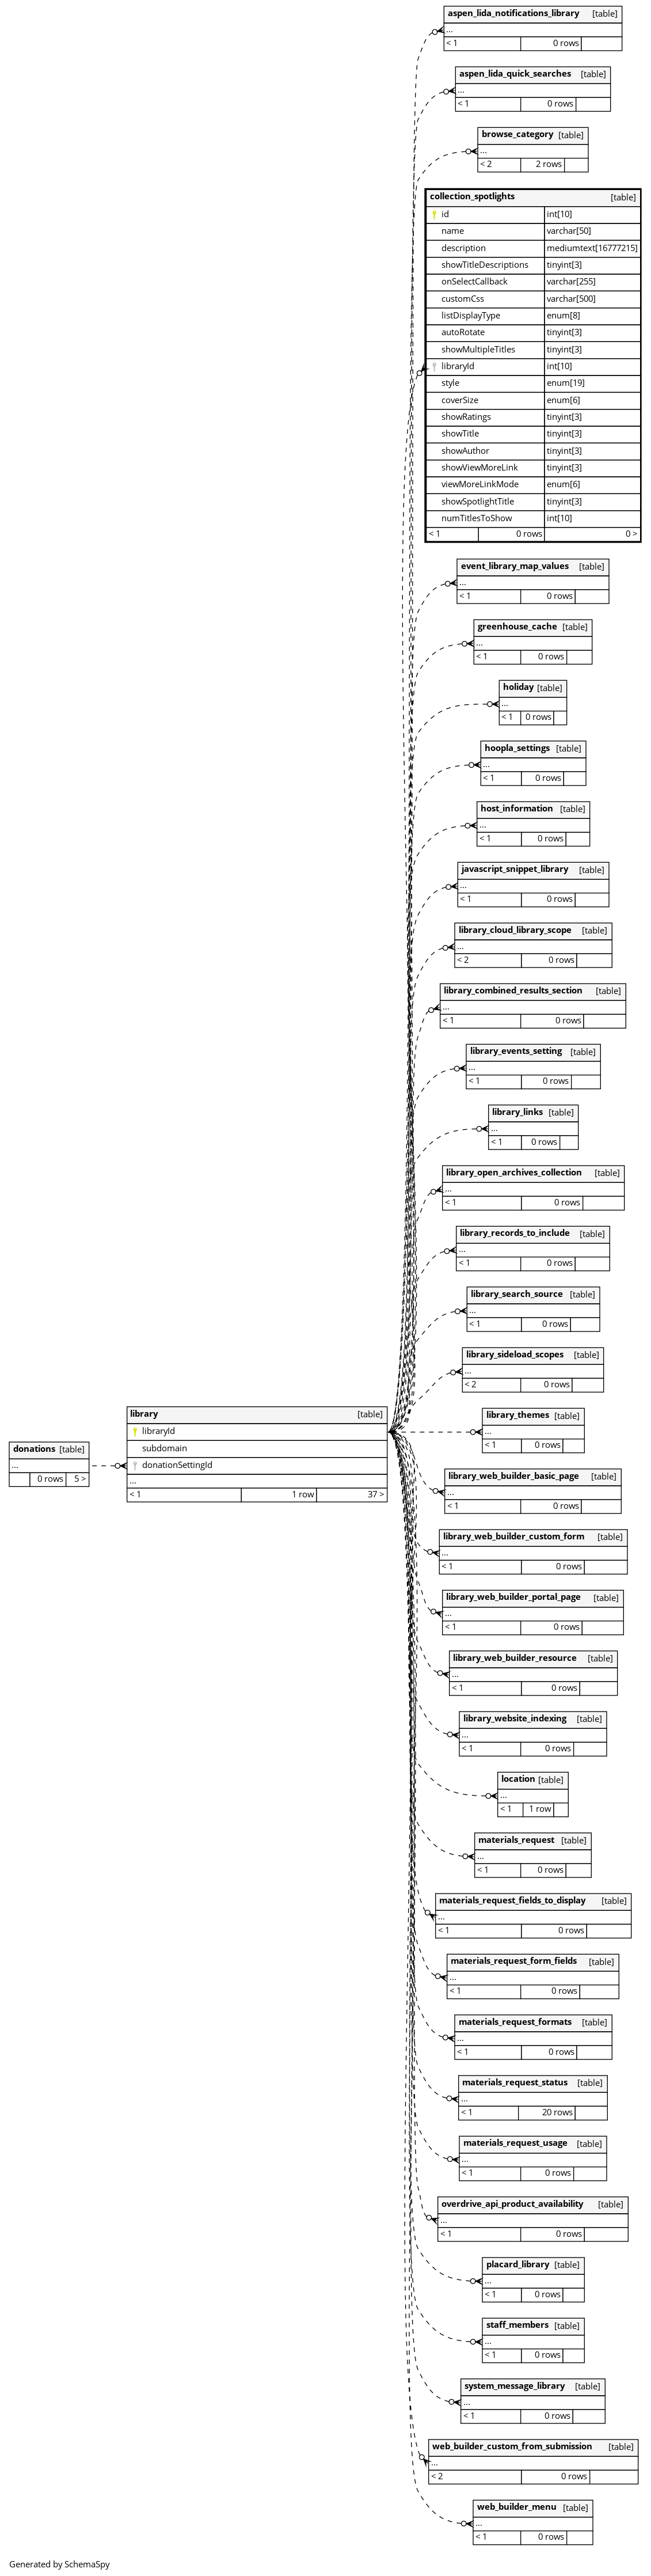 aspen_lida_notifications_library [table]
...
< 1 0 rows
aspen_lida_quick_searches [table]
...
< 1 0 rows
browse_category [table]
...
< 2 2 rows
collection_spotlights [table]
id int[10]
name varchar[50]
description mediumtext[16777215]
showTitleDescriptions tinyint[3]
onSelectCallback varchar[255]
customCss varchar[500]
listDisplayType enum[8]
autoRotate tinyint[3]
showMultipleTitles tinyint[3]
libraryId int[10]
style enum[19]
coverSize enum[6]
showRatings tinyint[3]
showTitle tinyint[3]
showAuthor tinyint[3]
showViewMoreLink tinyint[3]
viewMoreLinkMode enum[6]
showSpotlightTitle tinyint[3]
numTitlesToShow int[10]
< 1 0 rows 0 >
event_library_map_values [table]
...
< 1 0 rows
greenhouse_cache [table]
...
< 1 0 rows
holiday [table]
...
< 1 0 rows
hoopla_settings [table]
...
< 1 0 rows
host_information [table]
...
< 1 0 rows
javascript_snippet_library [table]
...
< 1 0 rows
library_cloud_library_scope [table]
...
< 2 0 rows
library_combined_results_section [table]
...
< 1 0 rows
library_events_setting [table]
...
< 1 0 rows
library_links [table]
...
< 1 0 rows
library_open_archives_collection [table]
...
< 1 0 rows
library_records_to_include [table]
...
< 1 0 rows
library_search_source [table]
...
< 1 0 rows
library_sideload_scopes [table]
...
< 2 0 rows
library_themes [table]
...
< 1 0 rows
donations [table]
...
0 rows 5 >
library [table]
libraryId
subdomain
donationSettingId
...
< 1 1 row 37 >
library_web_builder_basic_page [table]
...
< 1 0 rows
library_web_builder_custom_form [table]
...
< 1 0 rows
library_web_builder_portal_page [table]
...
< 1 0 rows
library_web_builder_resource [table]
...
< 1 0 rows
library_website_indexing [table]
...
< 1 0 rows
location [table]
...
< 1 1 row
materials_request [table]
...
< 1 0 rows
materials_request_fields_to_display [table]
...
< 1 0 rows
materials_request_form_fields [table]
...
< 1 0 rows
materials_request_formats [table]
...
< 1 0 rows
materials_request_status [table]
...
< 1 20 rows
materials_request_usage [table]
...
< 1 0 rows
overdrive_api_product_availability [table]
...
< 1 0 rows
placard_library [table]
...
< 1 0 rows
staff_members [table]
...
< 1 0 rows
system_message_library [table]
...
< 1 0 rows
web_builder_custom_from_submission [table]
...
< 2 0 rows
web_builder_menu [table]
...
< 1 0 rows
Generated by SchemaSpy